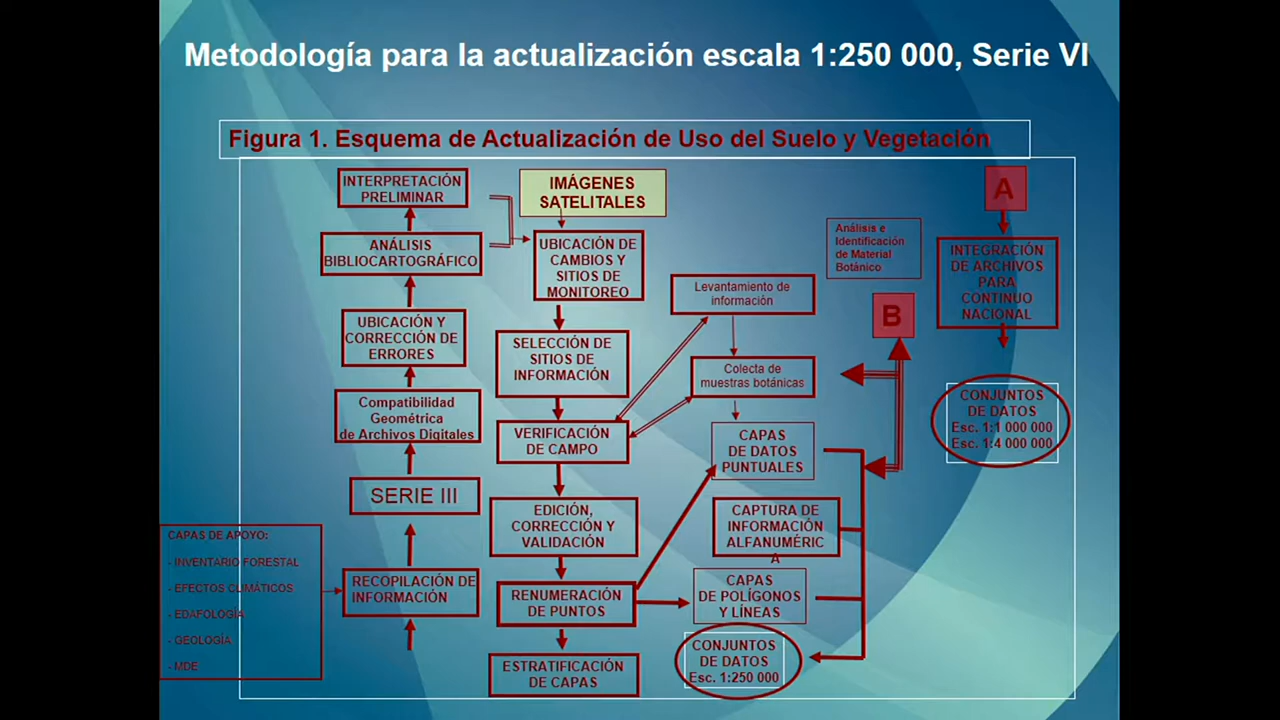 Metodología para la actualización escala 1:250 000, Serie VI
Figura 1. Esquema de Actualización de Uso del Suelo y Vegetación
INTERPRETACIÓN
PRELIMINAR
ANÁLISIS
BIBLIOCARTOGRÁFICO
UBICACIÓN Y
CORRECCIÓN DE
ERRORES
Compatibilidad
Geométrica
de Archivos Digitales
SERIE III
CAPAS DE APOYO:
- INVENTARIO FORESTAL
- EFECTOS CLIMÁTICOS
- EDAFOLOGÍA
- GEOLOGÍA
- MDE
RECOPILACIÓN DE
INFORMACIÓN
IMÁGENES
SATELITALES
UBICACIÓN DE
CAMBIOS Y
SITIOS DE
MONITOREO
SELECCIÓN DE
SITIOS DE
INFORMACIÓN
VERIFICACIÓN
DE CAMPO
EDICIÓN,
CORRECCIÓN Y
VALIDACIÓN
RENUMERACIÓN
DE PUNTOS
ESTRATIFICACIÓN
DE CAPAS
Levantamiento de
información
Colecta de
muestras botánicas
CAPAS
DE DATOS
PUNTUALES
CAPTURA DE
INFORMACIÓN
ALFANUMÉRIC
A
CAPAS
DE POLÍGONOS
Y LÍNEAS
CONJUNTOS
DE DATOS
Esc. 1:250 000
Análisis e
Identificación
de Material
Botánico
B
A
INTEGRACIÓN
DE ARCHIVOS
PARA
CONTINUO
NACIONAL
CONJUNTOS
DE DATOS
Esc. 1:1 000 000
Esc. 1:4 000 000